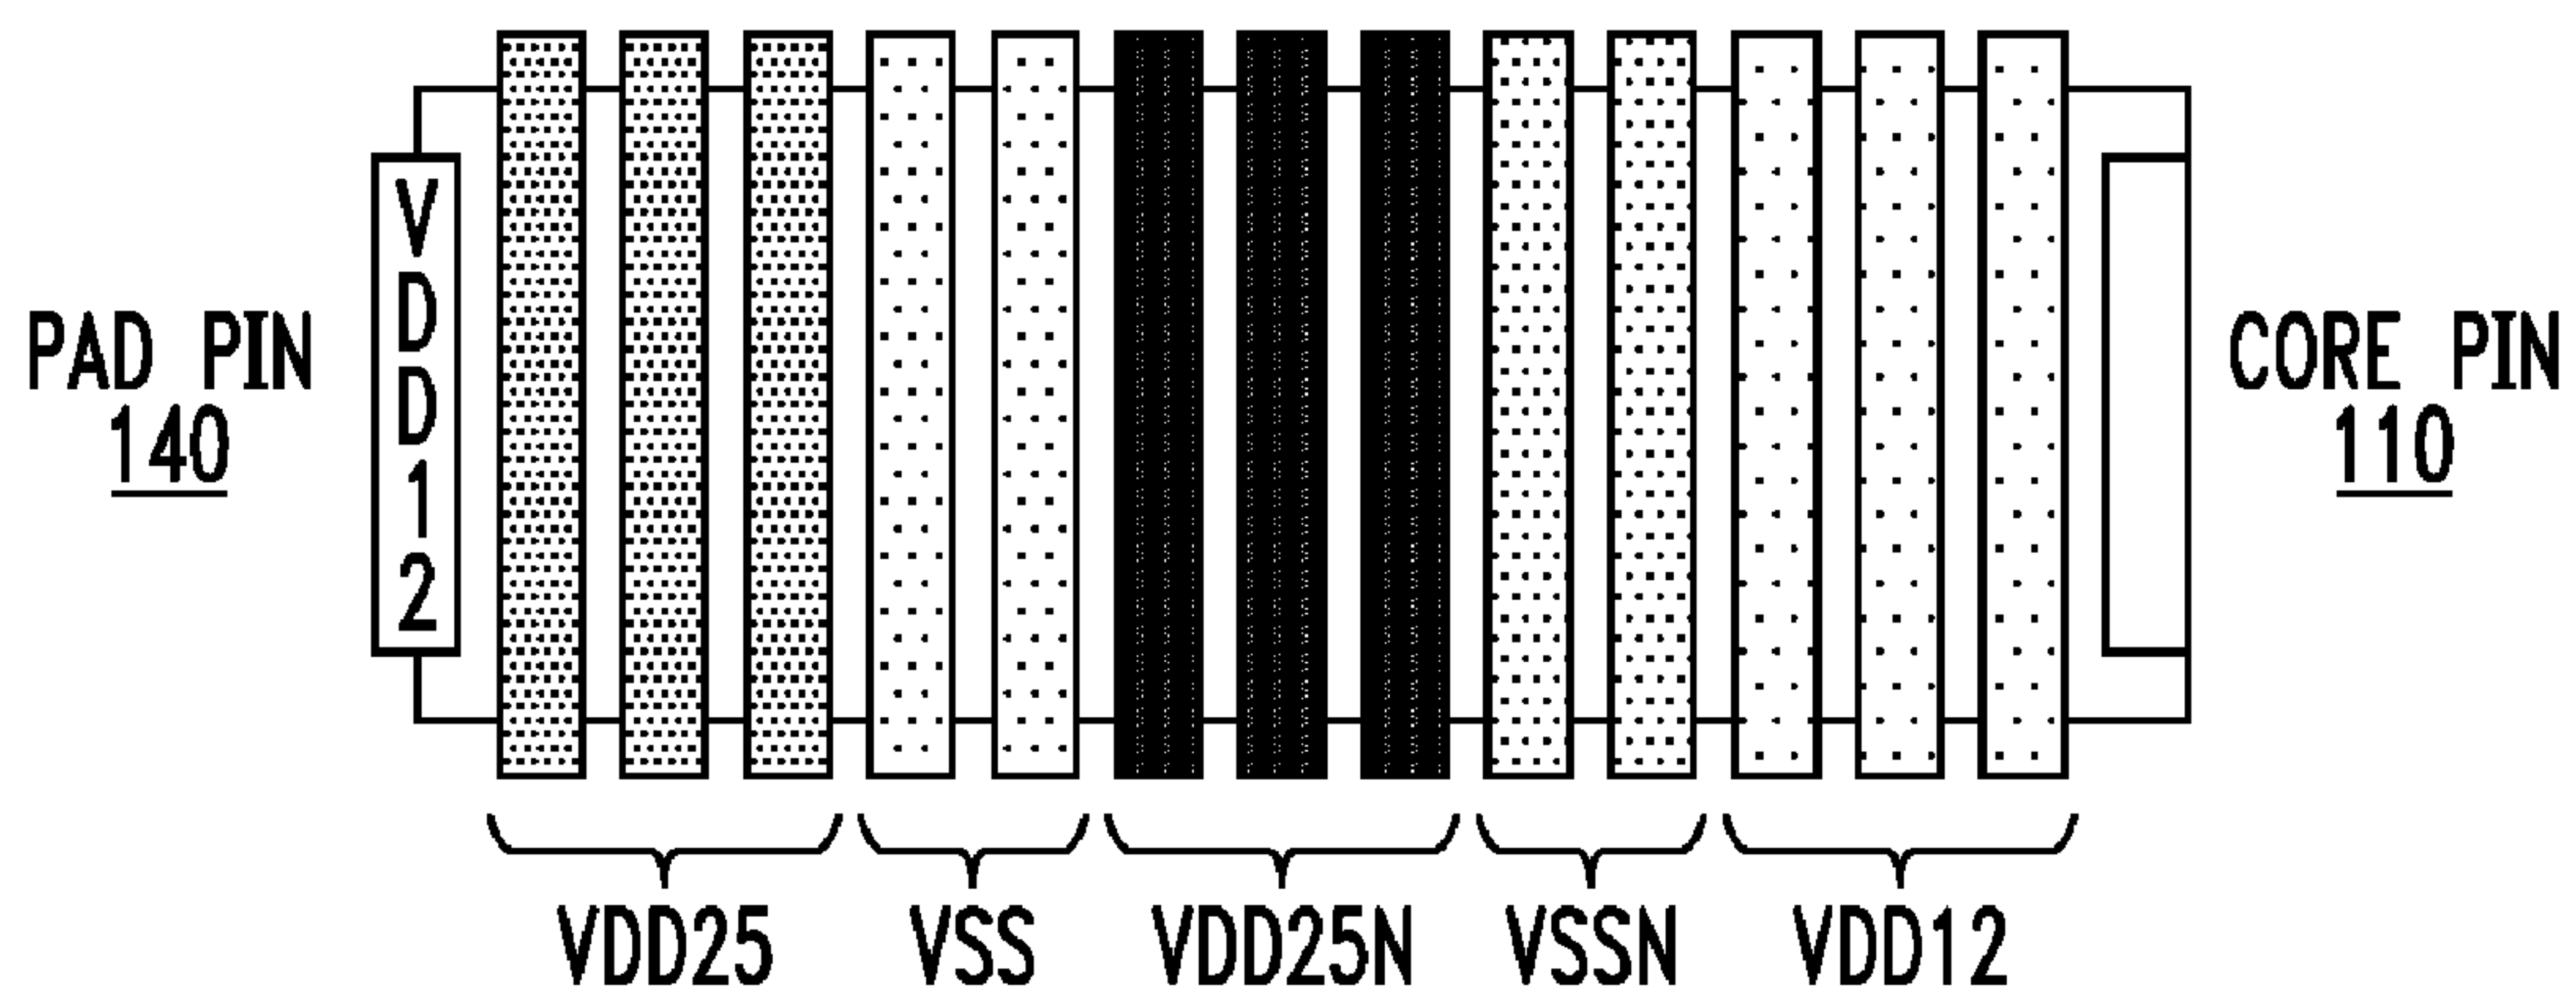 PAD PIN
140
VDD12
CORE PIN
110
VDD25
VSS
VDD25N
VSSN
VDD12